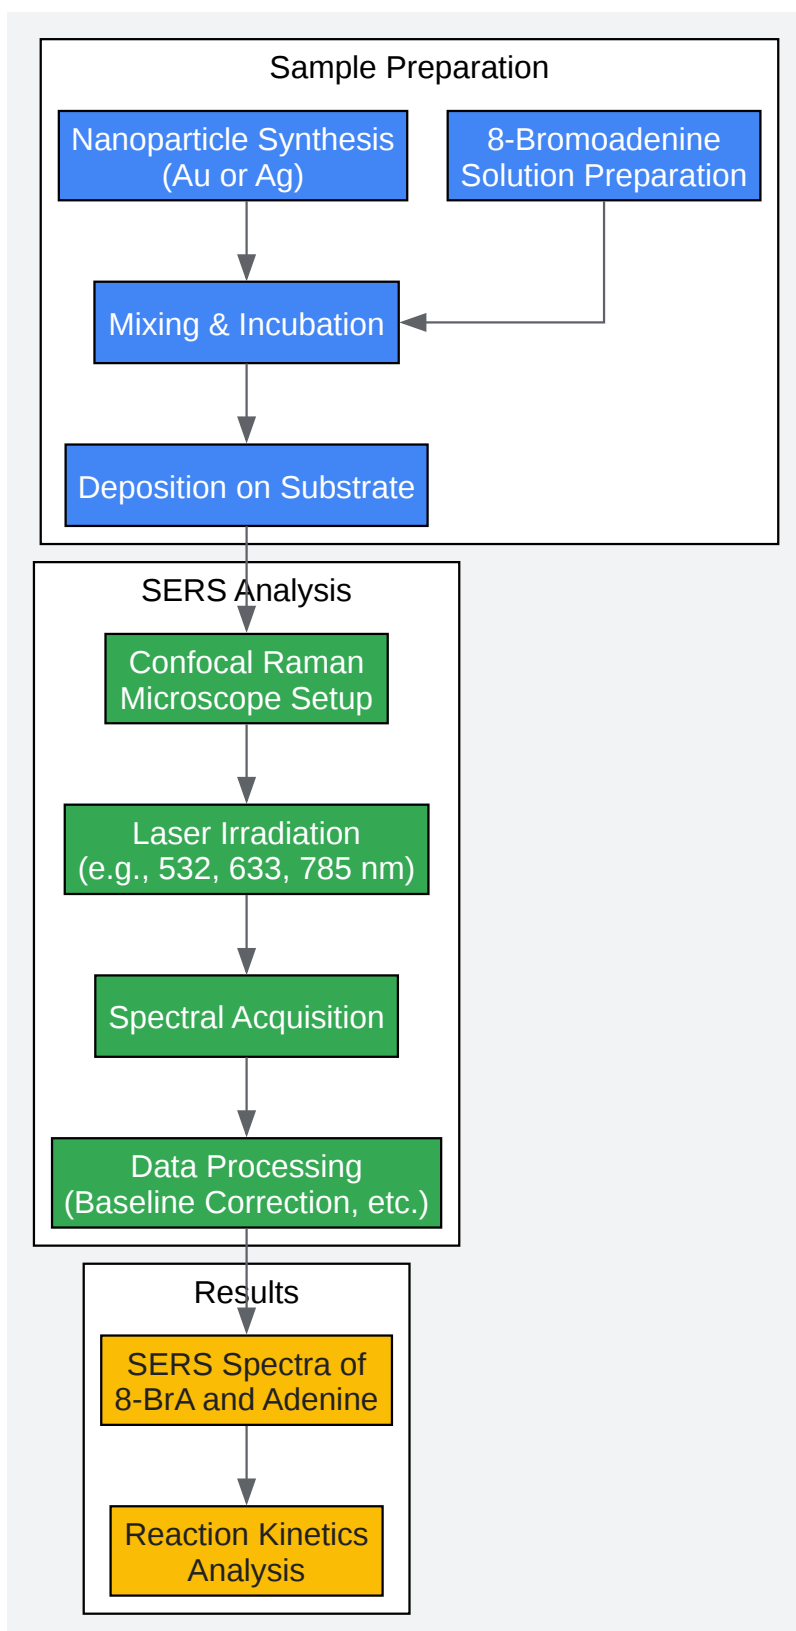 Sample Preparation
Nanoparticle Synthesis
(Au or Ag)
8-Bromoadenine
Solution Preparation
Mixing & Incubation
Deposition on Substrate
SERS Analysis
Confocal Raman
Microscope Setup
Laser Irradiation
(e.g., 532, 633, 785 nm)
Spectral Acquisition
Data Processing
(Baseline Correction, etc.)
Results
SERS Spectra of
8-BrA and Adenine
Reaction Kinetics
Analysis